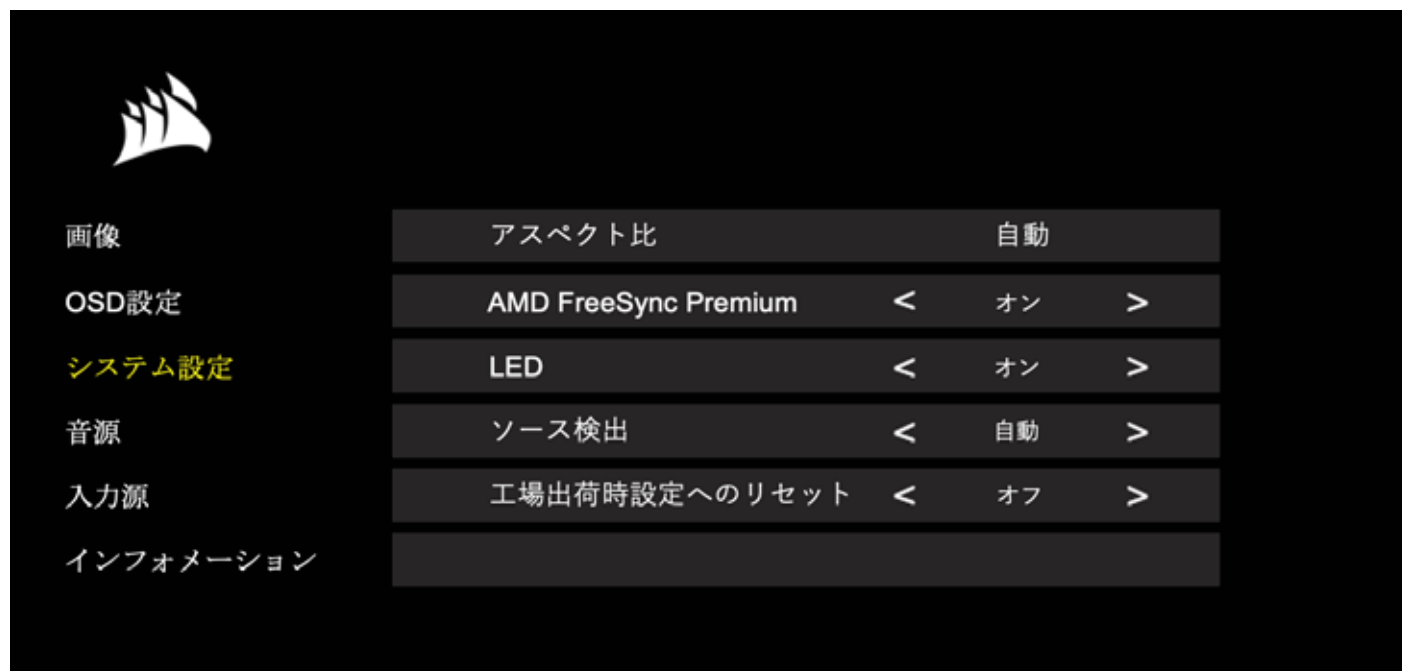 画像 アスペクト比 自動
OSD設定 AMD FreeSync Premium < オン >
システム設定 LED < オン >
音源 ソース検出 < 自動 >
入力源 工場出荷時設定へのリセット < オフ >
インフォメーション